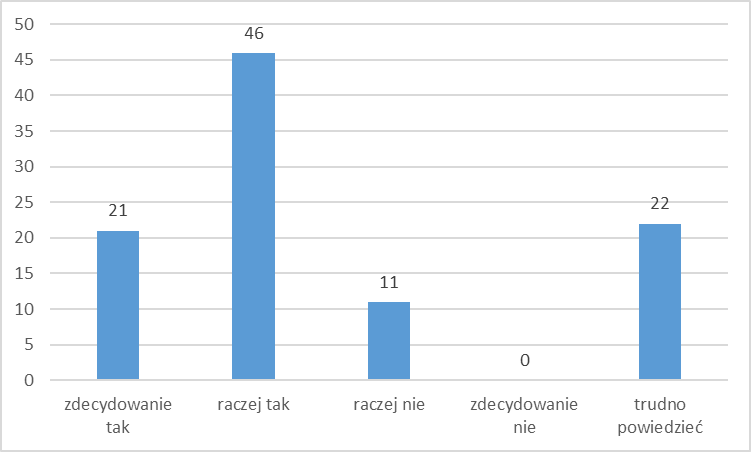 50
45
40
35
30
25
20
15
10
5
0
21
46
11
0
22
zdecydowanie
tak
raczej tak
raczej nie
zdecydowanie
nie
trudno
powiedzieć